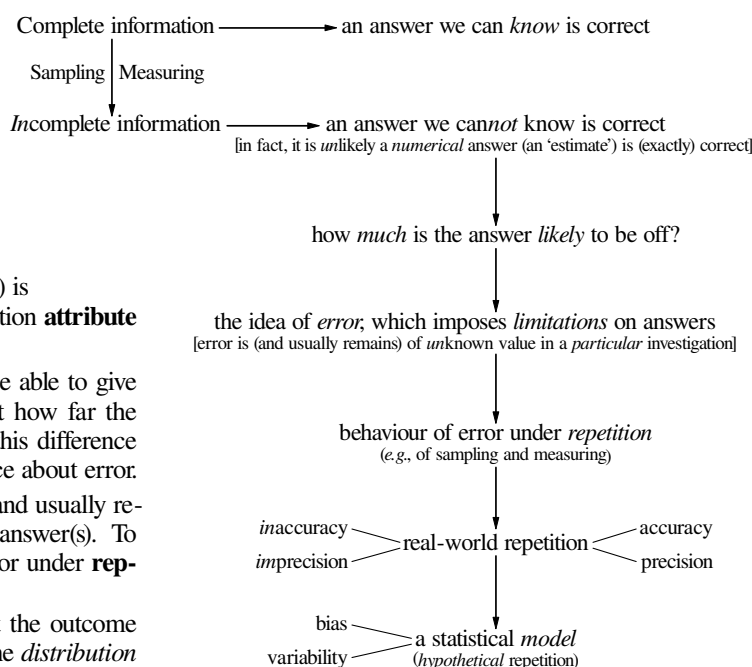 Complete information an answer we can know is correct
Sampling Measuring
Incomplete information an answer we cannot know is correct
[in fact, it is unlikely a numerical answer (an ‘estimate’) is (exactly) correct]
how much is the answer likely to be off?
the idea of error, which imposes limitations on answers
[error is (and usually remains) of unknown value in a particular investigation]
behaviour of error under repetition
(e.g., of sampling and measuring)
inaccuracy accuracy
real-world repetition
imprecision precision
bias
a statistical model
variability (hypothetical repetition)
) is
tion attribute
e able to give
t how far the
his difference
ce about error.
and usually re-
answer(s). To
or under rep-
t the outcome
ne distribution